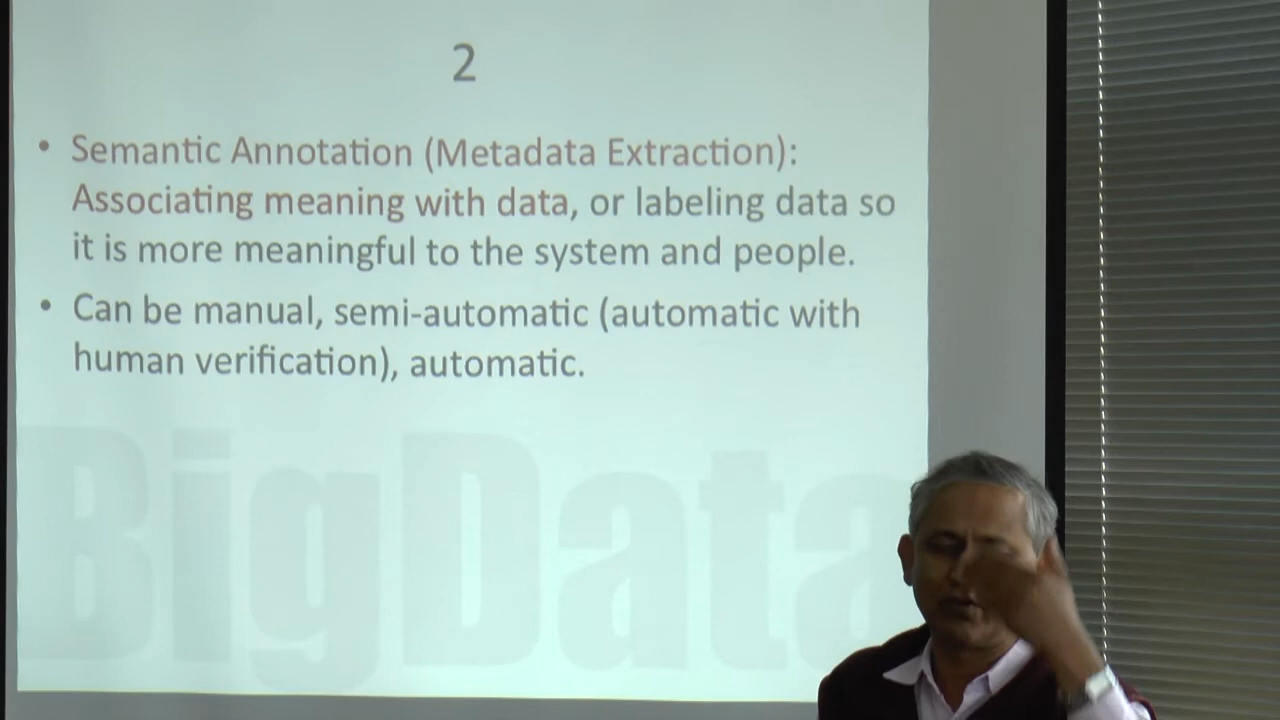 2
• Semantic Annotation (Metadata Extraction):
Associating meaning with data, or labeling data so
it is more meaningful to the system and people.
• Can be manual, semi-automatic (automatic with
human verification), automatic.
BigData